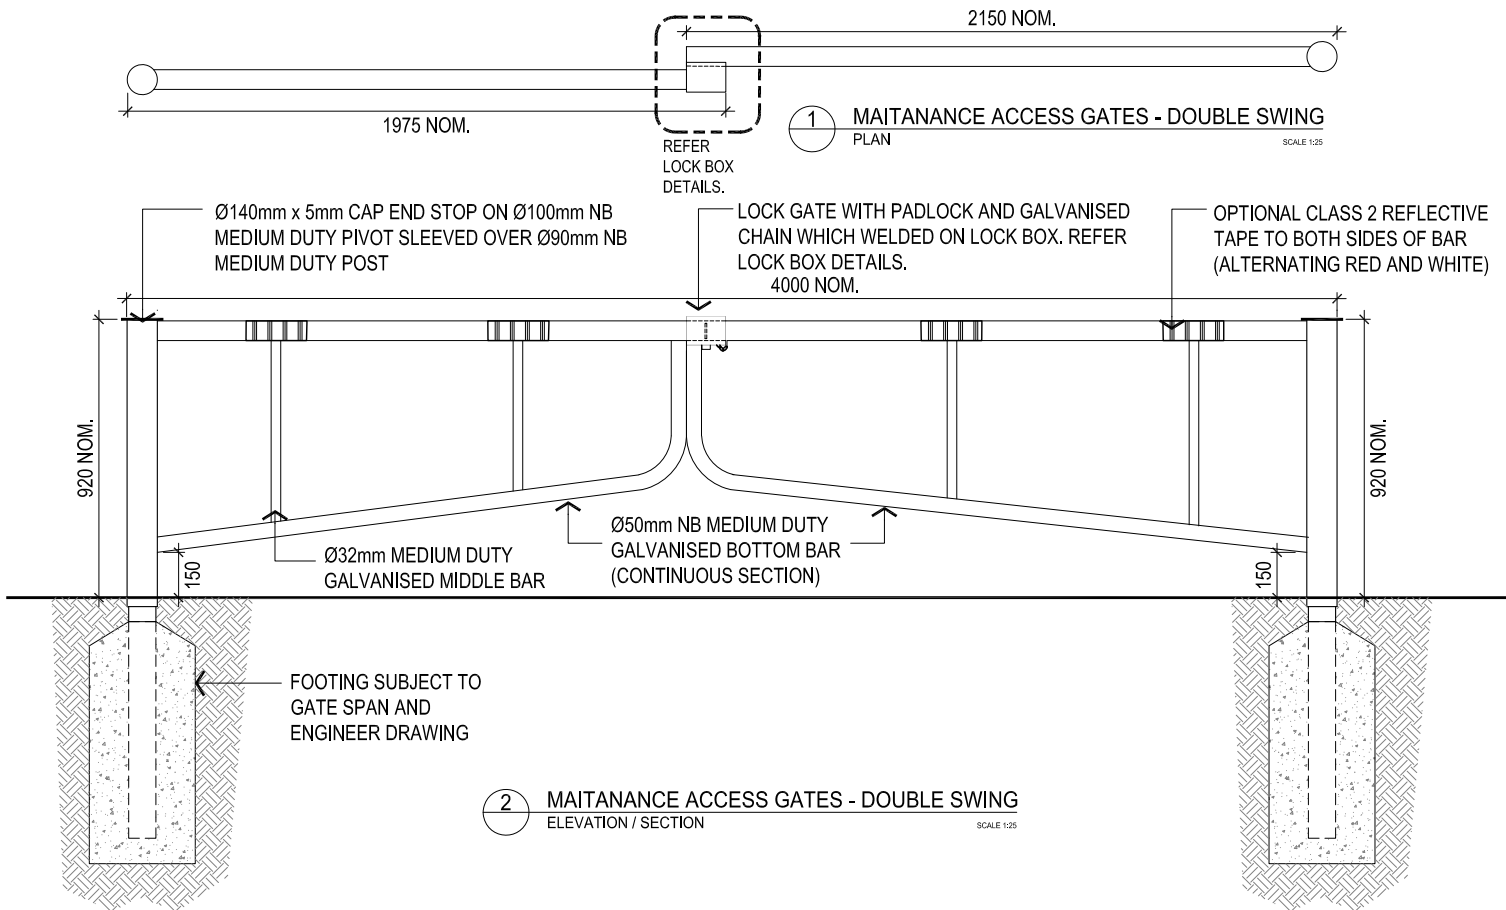 2150 NOM.
1975 NOM.
REFER
LOCK BOX
DETAILS.
1
MAITANANCE ACCESS GATES - DOUBLE SWING
PLAN
SCALE 1:25
Ø140mm x 5mm CAP END STOP ON Ø100mm NB
MEDIUM DUTY PIVOT SLEEVED OVER Ø90mm NB
MEDIUM DUTY POST
LOCK GATE WITH PADLOCK AND GALVANISED
CHAIN WHICH WELDED ON LOCK BOX. REFER
LOCK BOX DETAILS.
OPTIONAL CLASS 2 REFLECTIVE
TAPE TO BOTH SIDES OF BAR
(ALTERNATING RED AND WHITE)
4000 NOM.
920 NOM.
920 NOM.
Ø32mm MEDIUM DUTY
GALVANISED MIDDLE BAR
Ø50mm NB MEDIUM DUTY
GALVANISED BOTTOM BAR
(CONTINUOUS SECTION)
150
150
FOOTING SUBJECT TO
GATE SPAN AND
ENGINEER DRAWING
2
MAITANANCE ACCESS GATES - DOUBLE SWING
ELEVATION / SECTION
SCALE 1:25